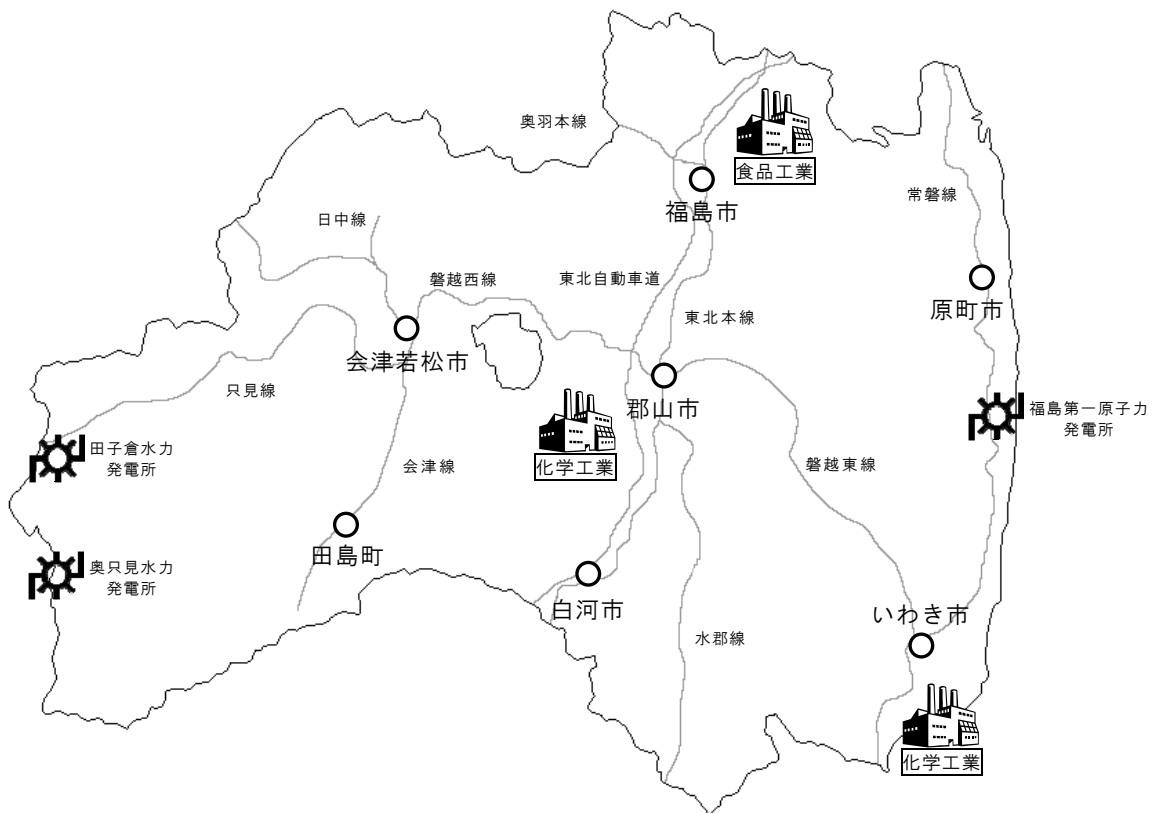 奥羽本線
食品工業
福島市
常磐線
日中線
磐越西線
東北自動車道
原町市
東北本線
会津若松市
只見線
郡山市
福島第一原子力
発電所
田子倉水力
発電所
会津線
化学工業
磐越東線
田島町
奥只見水力
発電所
白河市
いわき市
水郡線
化学工業